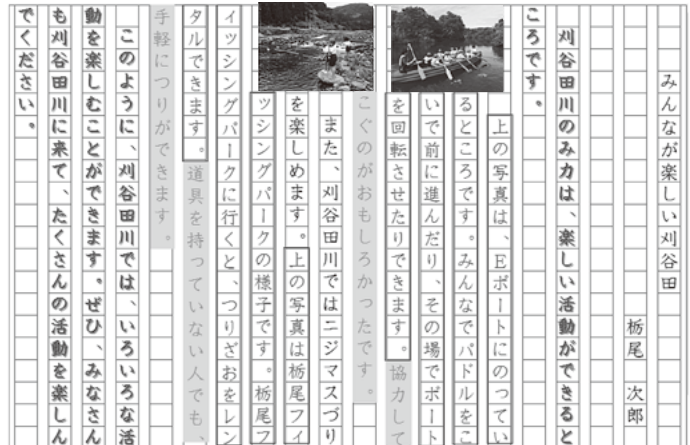 みんなが楽しい刈谷田
栃尾 次郎
刈谷田川のみ力は、楽しい活動ができると
ころです。
上の写真は、Eボートにのってい
るところです。みんなでパドルをこ
いで前に進んだり、その場でボート
を回転させたりできます。協力して
こぐのがおもしろかったです。
また、刈谷田川ではニジマスづり
を楽しめます。上の写真は栃尾フィ
ッシングパークの様子です。栃尾フ
ィッシングパークに行くと、つりざおをレン
タルできます。道具を持っていない人でも、
手軽につりができます。
このように、刈谷田川では、いろいろな活
動を楽しむことができます。ぜひ、みなさん
も刈谷田川に来て、たくさんの活動を楽しん
でください。